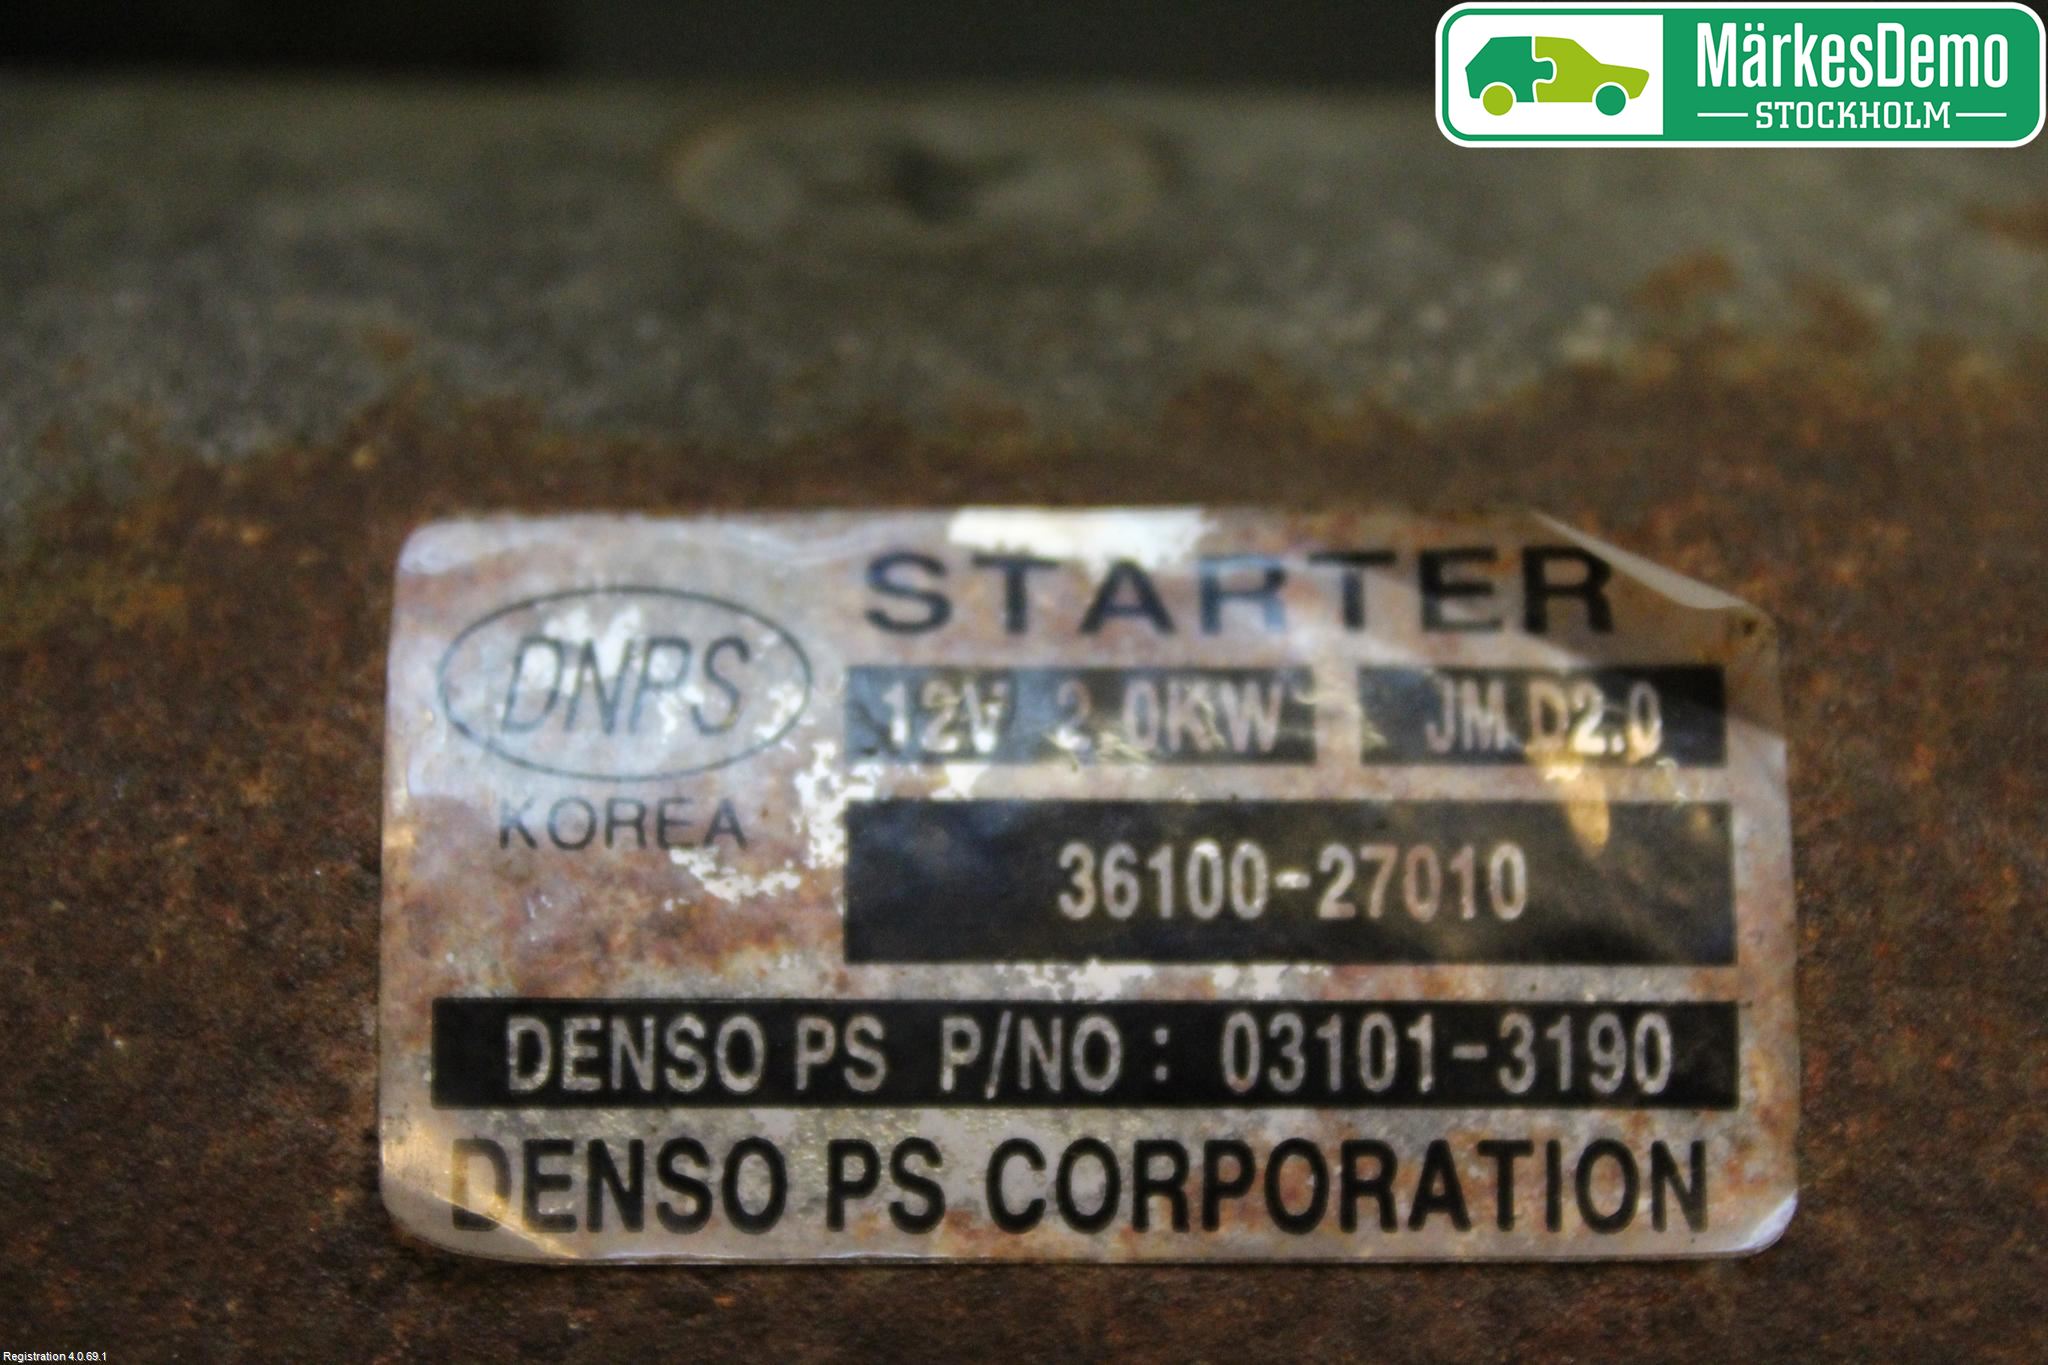 MärkesDemo
STOCKHOLM
STARTER
DNPS
12V 2.0KW JM D2.0
KOREA
36100-27010
DENSO PS P/NO : 03101-3190
DENSO PS CORPORATION
Registration 4.0.69.1